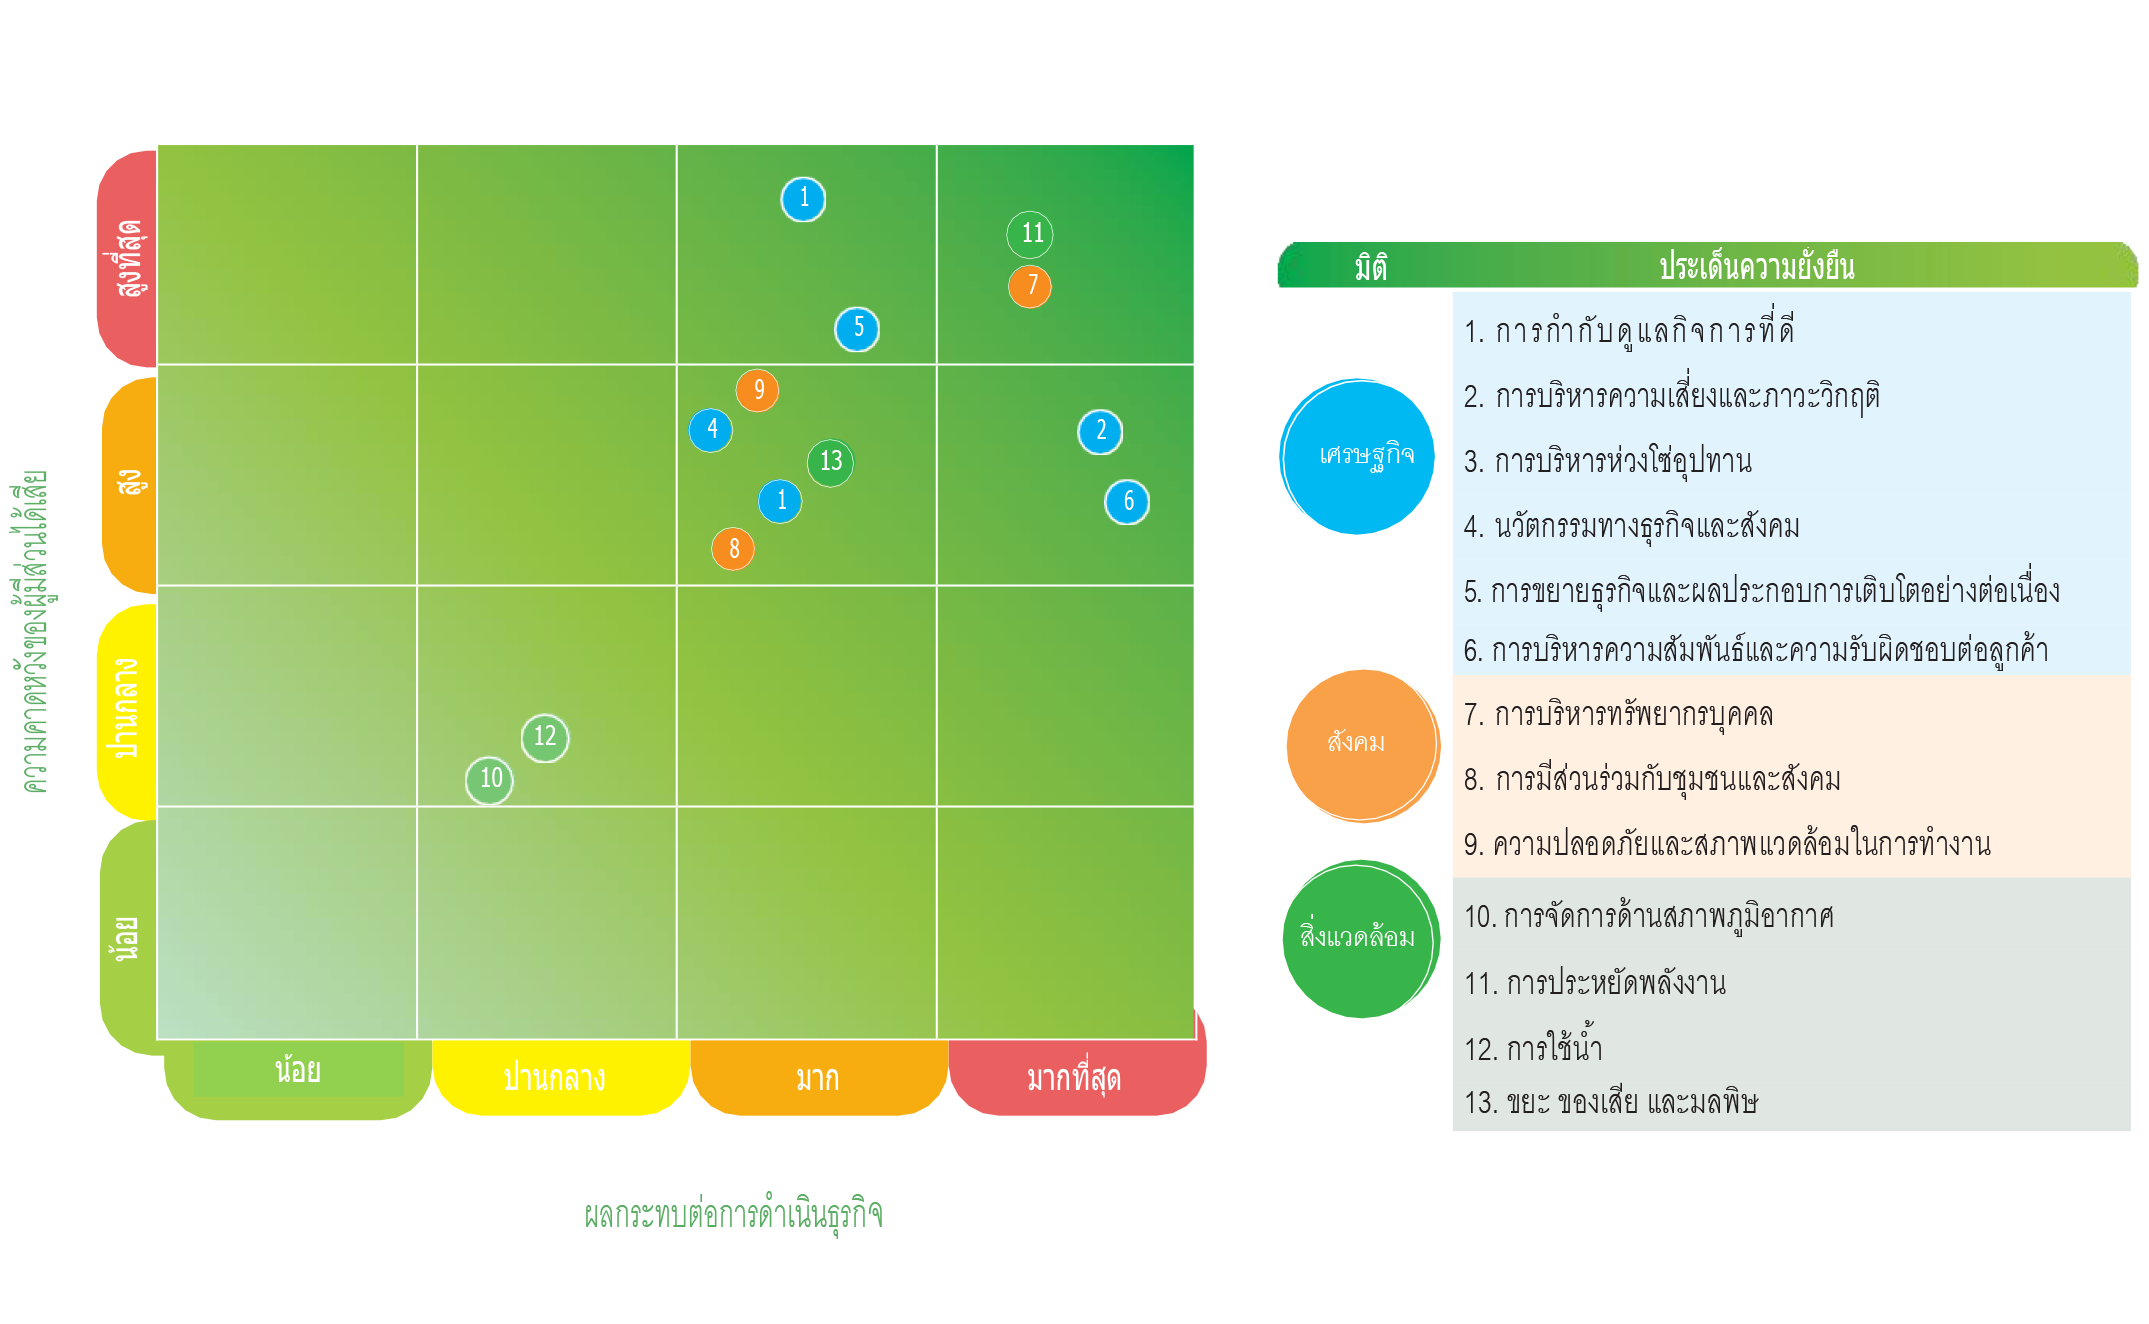 ความคาดหวังของผู้มีส่วนได้เสีย
สูงที่สุด
สูง
ปานกลาง
น้อย
1
11
7
5
9
4
2
13
1
6
8
12
10
น้อย
ปานกลาง
มาก
มากที่สุด
ผลกระทบต่อการดำเนินธุรกิจ
มิติ
ประเด็นความยั่งยืน
เศรษฐกิจ
1. การกำกับดูแลกิจการที่ดี
2. การบริหารความเสี่ยงและภาวะวิกฤติ
3. การบริหารห่วงโซ่อุปทาน
4. นวัตกรรมทางธุรกิจและสังคม
5. การขยายธุรกิจและผลประกอบการเติบโตอย่างต่อเนื่อง
6. การบริหารความสัมพันธ์และความรับผิดชอบต่อลูกค้า
สังคม
7. การบริหารทรัพยากรบุคคล
8. การมีส่วนร่วมกับชุมชนและสังคม
9. ความปลอดภัยและสภาพแวดล้อมในการทำงาน
สิ่งแวดล้อม
10. การจัดการด้านสภาพภูมิอากาศ
11. การประหยัดพลังงาน
12. การใช้น้ำ
13. ขยะ ของเสีย และมลพิษ